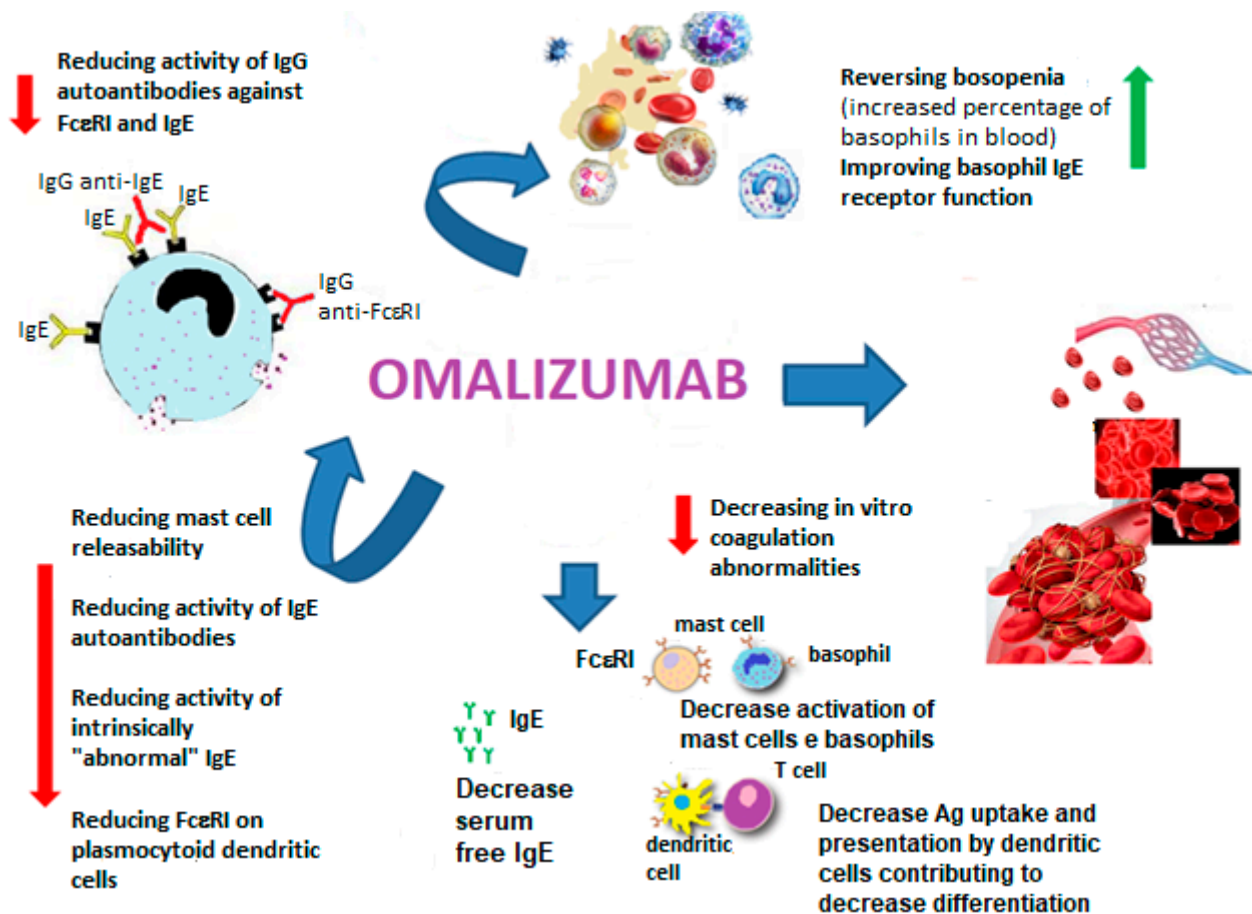 Reducing activity of IgG
autoantibodies against
FcεRI and IgE
IgG anti-IgE
IgE
IgE
IgG
anti-FcεRI
IgE
Reversing bosopenia
(increased percentage of
basophils in blood)
Improving basophil IgE
receptor function
OMALIZUMAB
Reducing mast cell
releasability
Reducing activity of IgE
autoantibodies
Reducing activity of
intrinsically
"abnormal" IgE
Reducing FcεRI on
plasmocytoid dendritic
cells
Decreasing in vitro
coagulation
abnormalities
mast cell
FcεRI
basophil
Decrease activation of
mast cells e basophils
IgE
Decrease
serum
free IgE
T cell
dendritic
cell
Decrease Ag uptake and
presentation by dendritic
cells contributing to
decrease differentiation